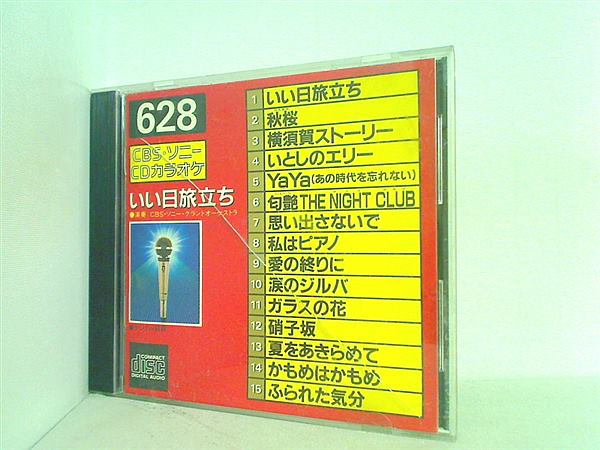 628
CBS・ソニー
CDカラオケ
いい日旅立ち
●演奏 CBS・ソニー・グランドオーケストラ
COMPACT
disc
DIGITAL AUDIO
1 いい日旅立ち
2 秋桜
3 横須賀ストーリー
4 いとしのエリー
5 YaYa(あの時代を忘れない)
6 匂艶THE NIGHT CLUB
7 思い出さないで
8 私はピアノ
9 愛の終りに
10 涙のジルバ
11 ガラスの花
12 硝子坂
13 夏をあきらめて
14 かもめはかもめ
15 ふられた気分